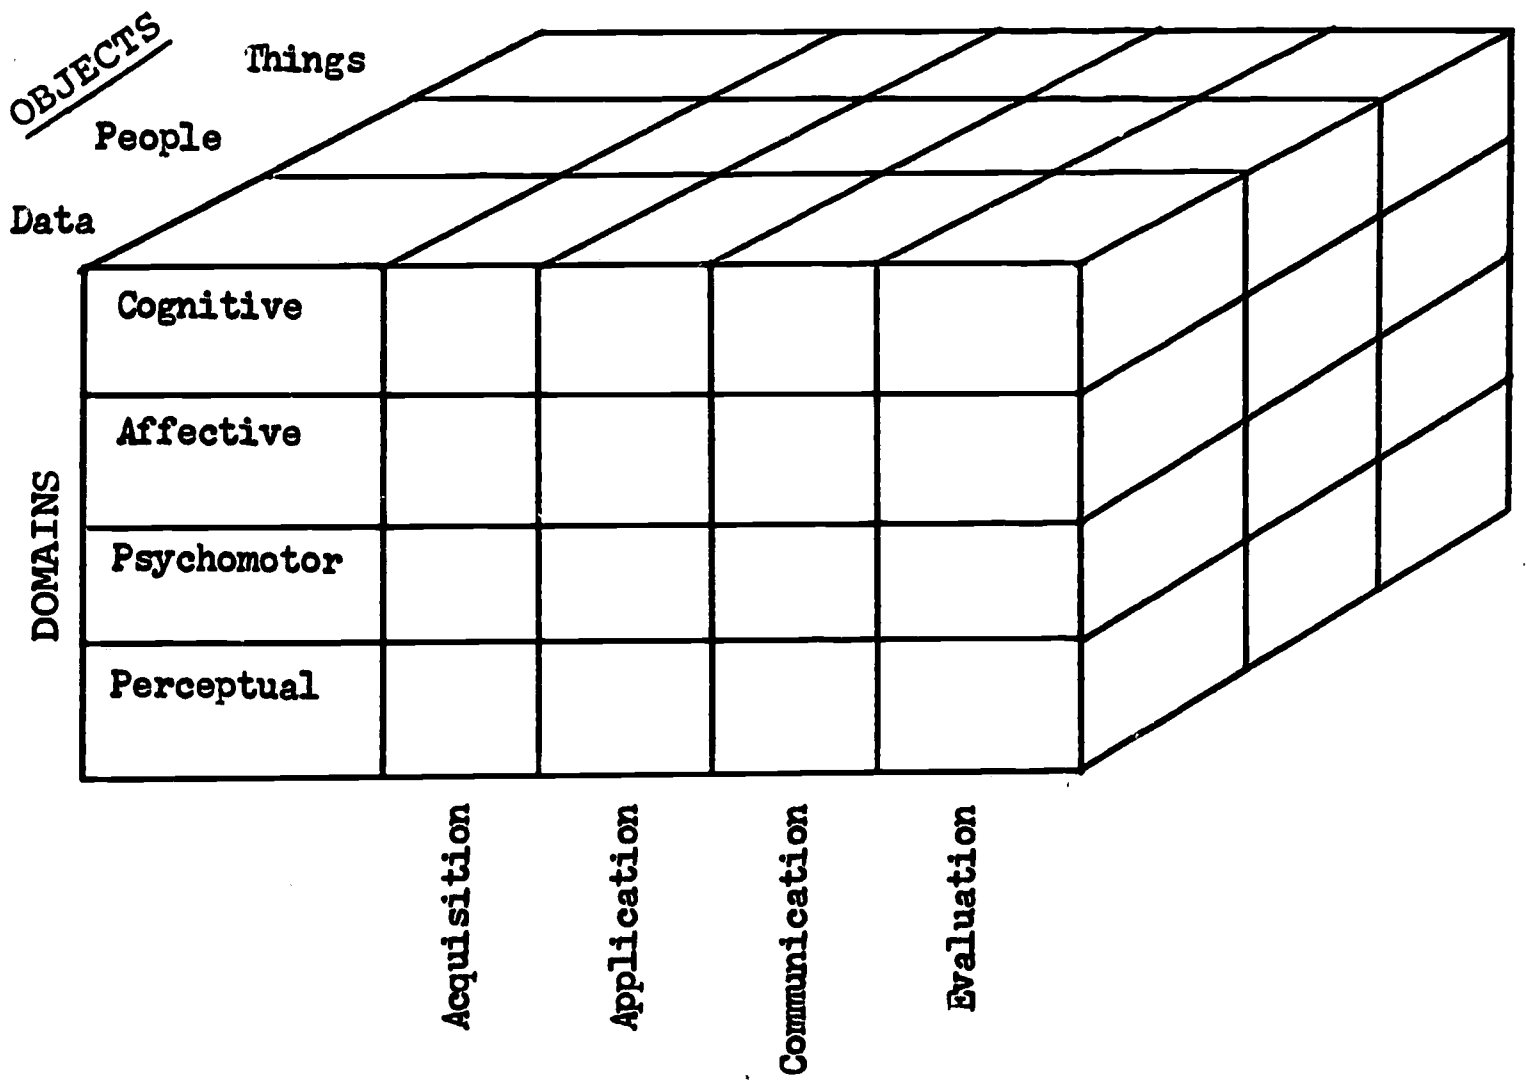 OBJECTS
Things
People
Data
DOMAINS
Cognitive
Affective
Psychomotor
Perceptual
Acquisition
Application
Communication
Evaluation